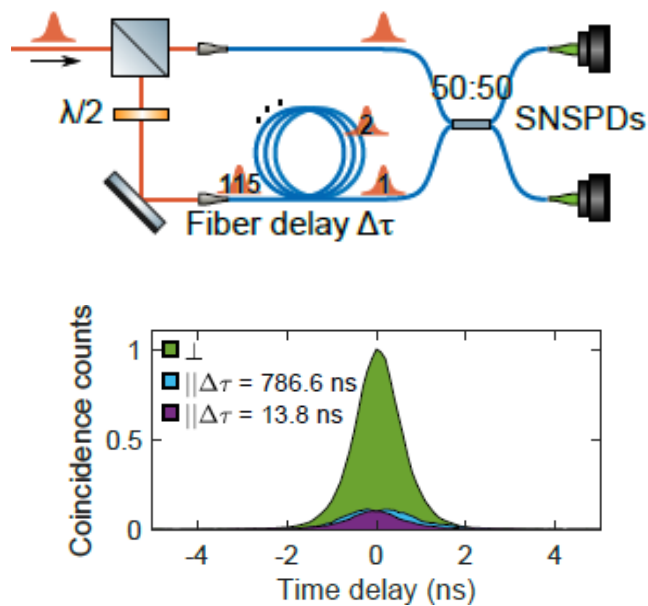 50:50
λ/2
SNSPDs
2
115
1
Fiber delay Δτ
Coincidence counts
1
0.5
0
⊥
||Δτ = 786.6 ns
||Δτ = 13.8 ns
-4 -2 0 2 4
Time delay (ns)